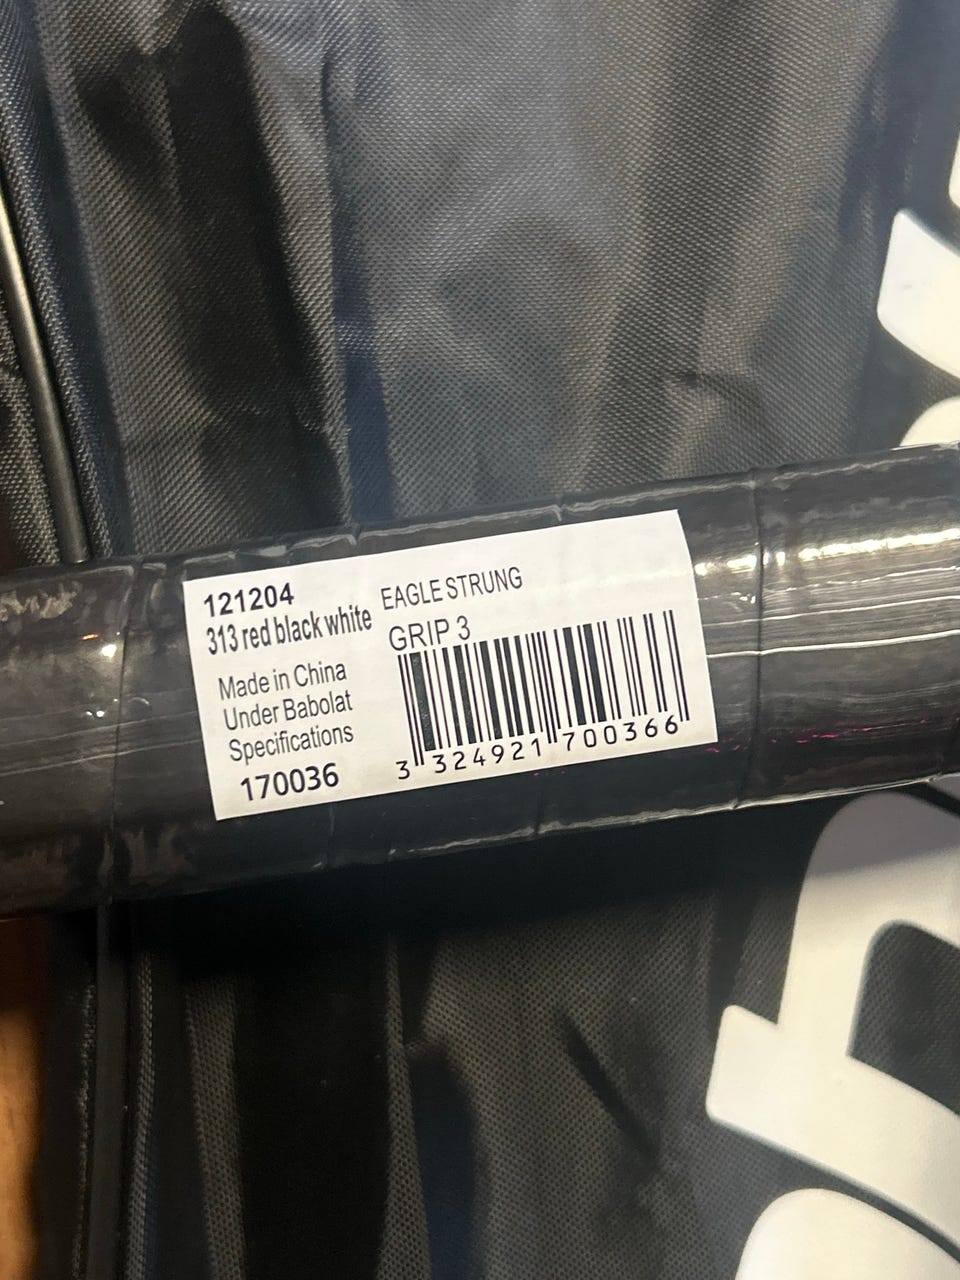 121204
313 red black white
Made in China
Under Babolat
Specifications
170036
EAGLE STRUNG
GRIP 3
3 324921 700366